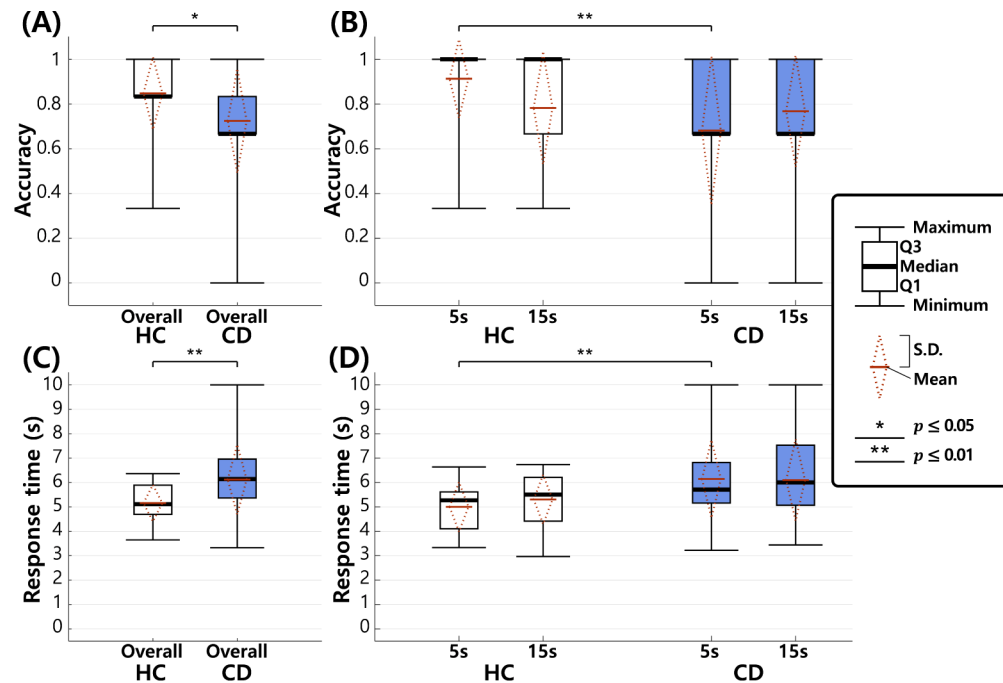 (A)
*
Accuracy
1
0.8
0.6
0.4
0.2
0
Overall
HC
Overall
CD
(B)
**
Accuracy
1
0.8
0.6
0.4
0.2
0
5s
15s
HC
5s
15s
CD
Maximum
Q3
Median
Q1
Minimum
S.D.
Mean
* p ≤ 0.05
** p ≤ 0.01
(C)
**
Response time (s)
10
9
8
7
6
5
4
3
2
1
0
Overall
HC
Overall
CD
(D)
**
Response time (s)
10
9
8
7
6
5
4
3
2
1
0
5s
15s
HC
5s
15s
CD